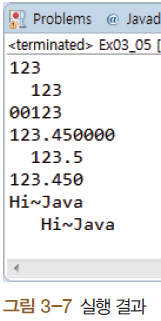 Problems @ Javad
<terminated> Ex03_05 [
123
  123
00123
123.450000
  123.5
123.450
Hi~Java
   Hi~Java
그림 3-7 실행 결과